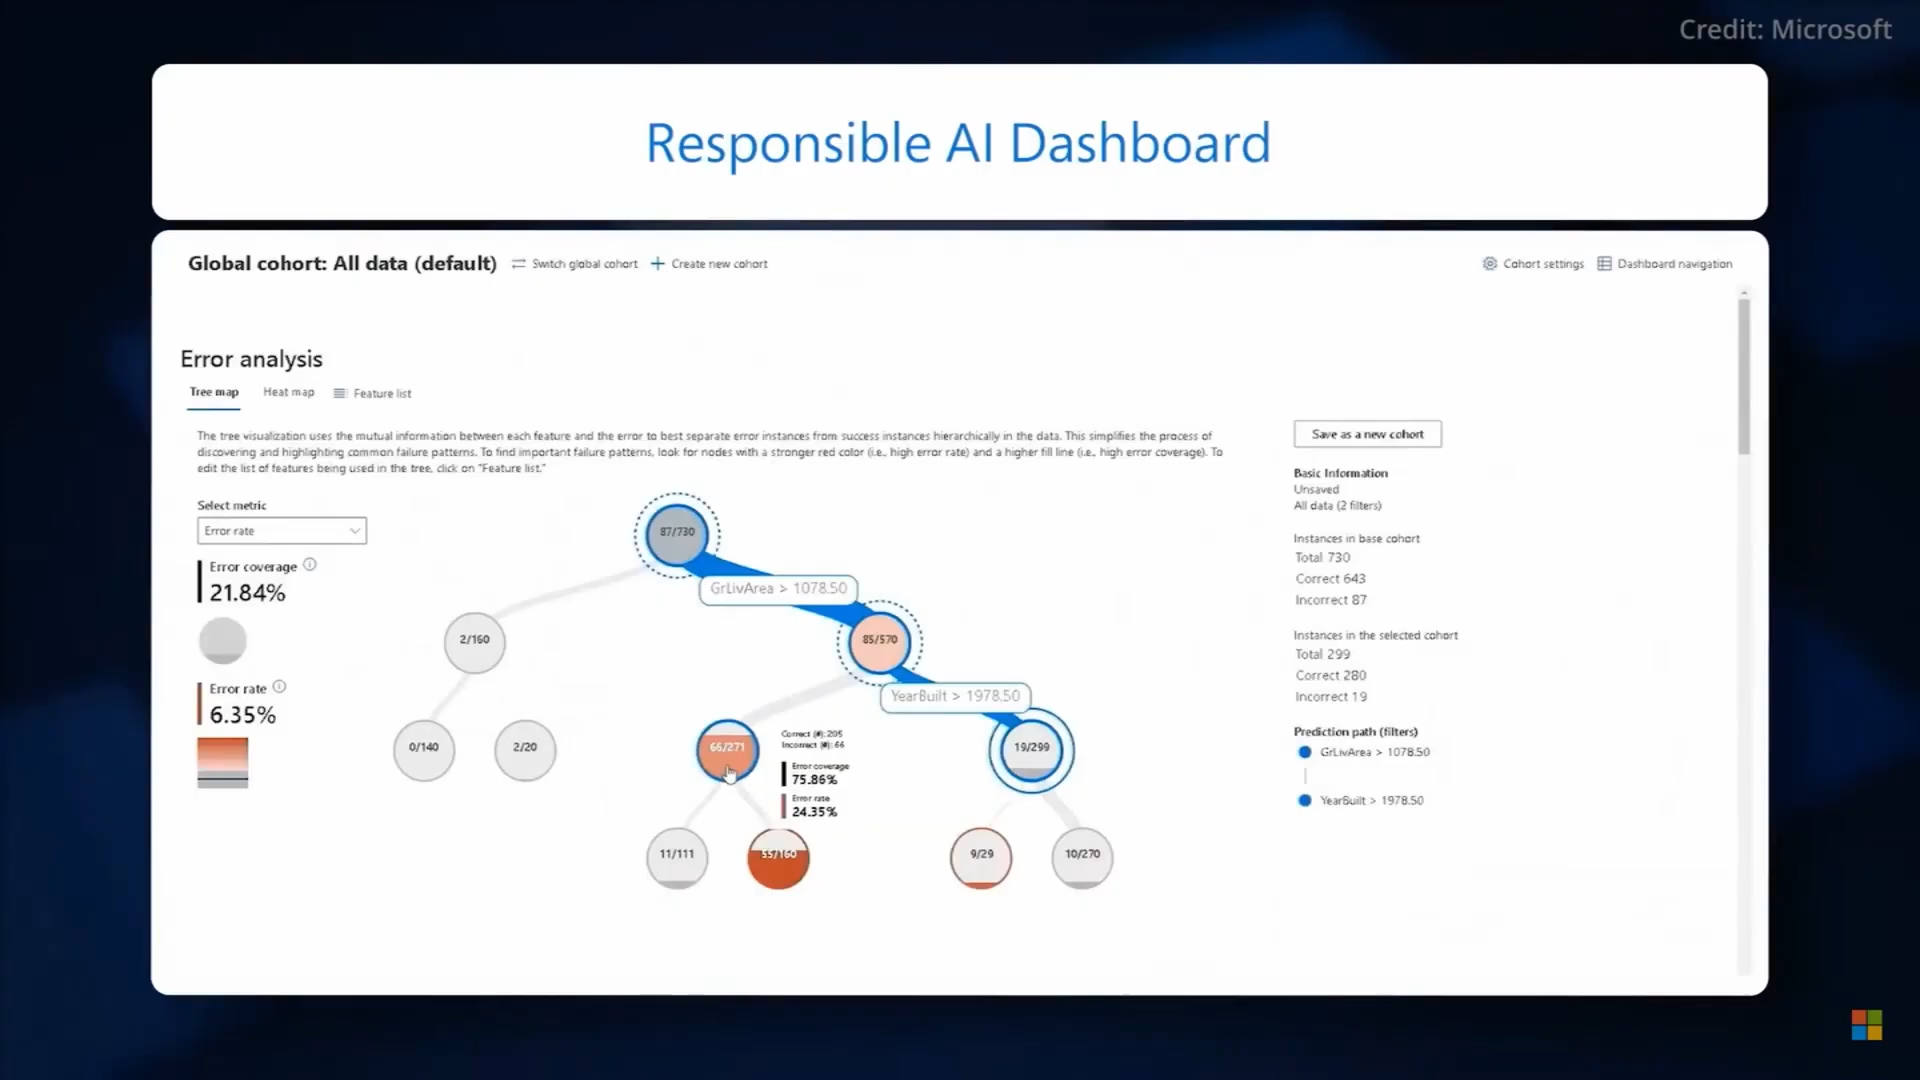 Credit: Microsoft
Responsible AI Dashboard
Global cohort: All data (default)
Switch global cohort
Create new cohort
Cohort settings
Dashboard navigation
Error analysis
Tree map
Heat map
Feature list
The tree visualization uses the mutual information between each feature and the error to best separate error instances from success instances hierarchically in the data. This simplifies the process of
discovering and highlighting common failure patterns. To find important failure patterns, look for nodes with a stronger red color (i.e., high error rate) and a higher fill line (i.e., high error coverage). To
edit the list of features being used in the tree, click on "Feature list."
Select metric
Error rate
Error coverage
21.84%
Error rate
6.35%
87/730
GrLivArea > 1078.50
2/160
85/570
YearBuilt > 1978.50
0/140
2/20
66/271
Correct (#): 205
Incorrect (#): 66
Error coverage
75.86%
Error rate
24.35%
19/299
11/111
55/160
9/29
10/270
Save as a new cohort
Basic Information
Unsaved
All data (2 filters)
Instances in base cohort
Total 730
Correct 643
Incorrect 87
Instances in the selected cohort
Total 299
Correct 280
Incorrect 19
Prediction path (filters)
GrLivArea > 1078.50
YearBuilt > 1978.50